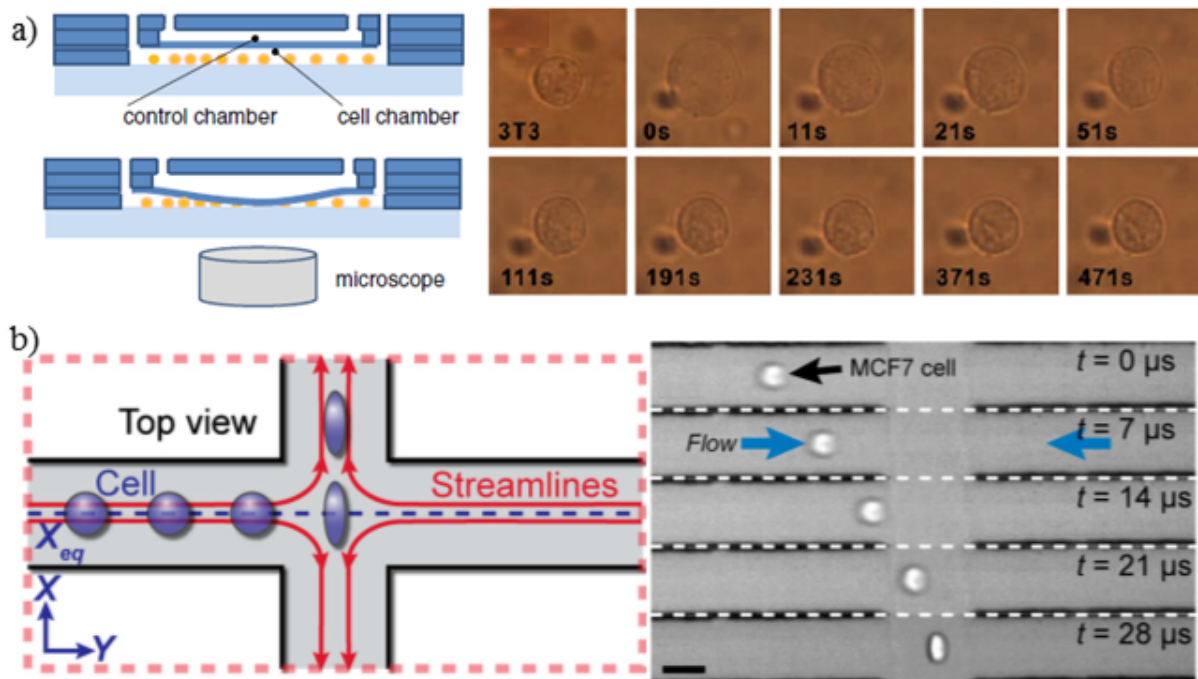 a)
control chamber
cell chamber
microscope
3T3
0s
11s
21s
51s
111s
191s
231s
371s
471s
b)
Top view
Cell
Streamlines
Xeq
X
Y
MCF7 cell
t = 0 µs
Flow
t = 7 µs
t = 14 µs
t = 21 µs
t = 28 µs